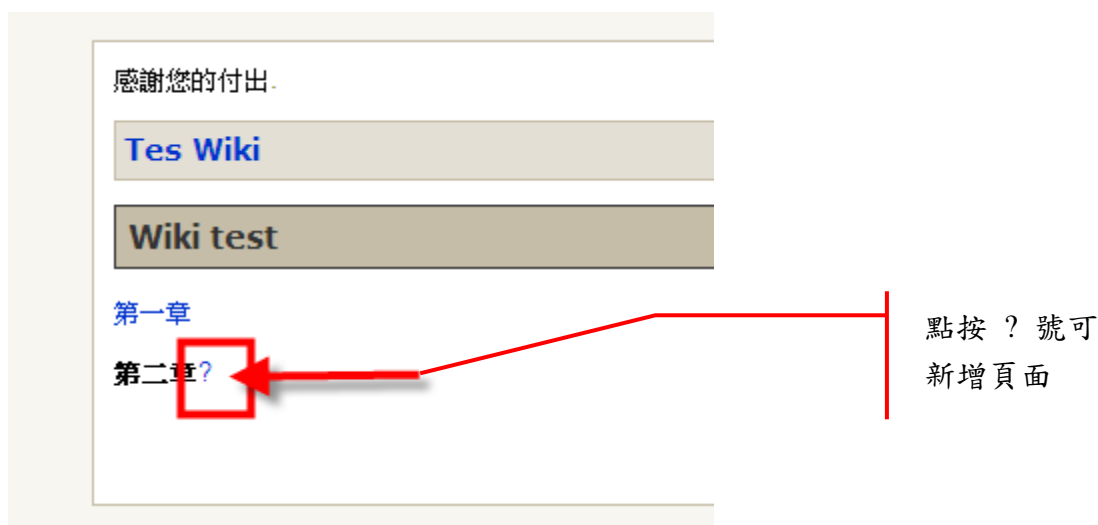 感謝您的付出.
Tes Wiki
Wiki test
第一章
第二章?
點按 ? 號可
新增頁面